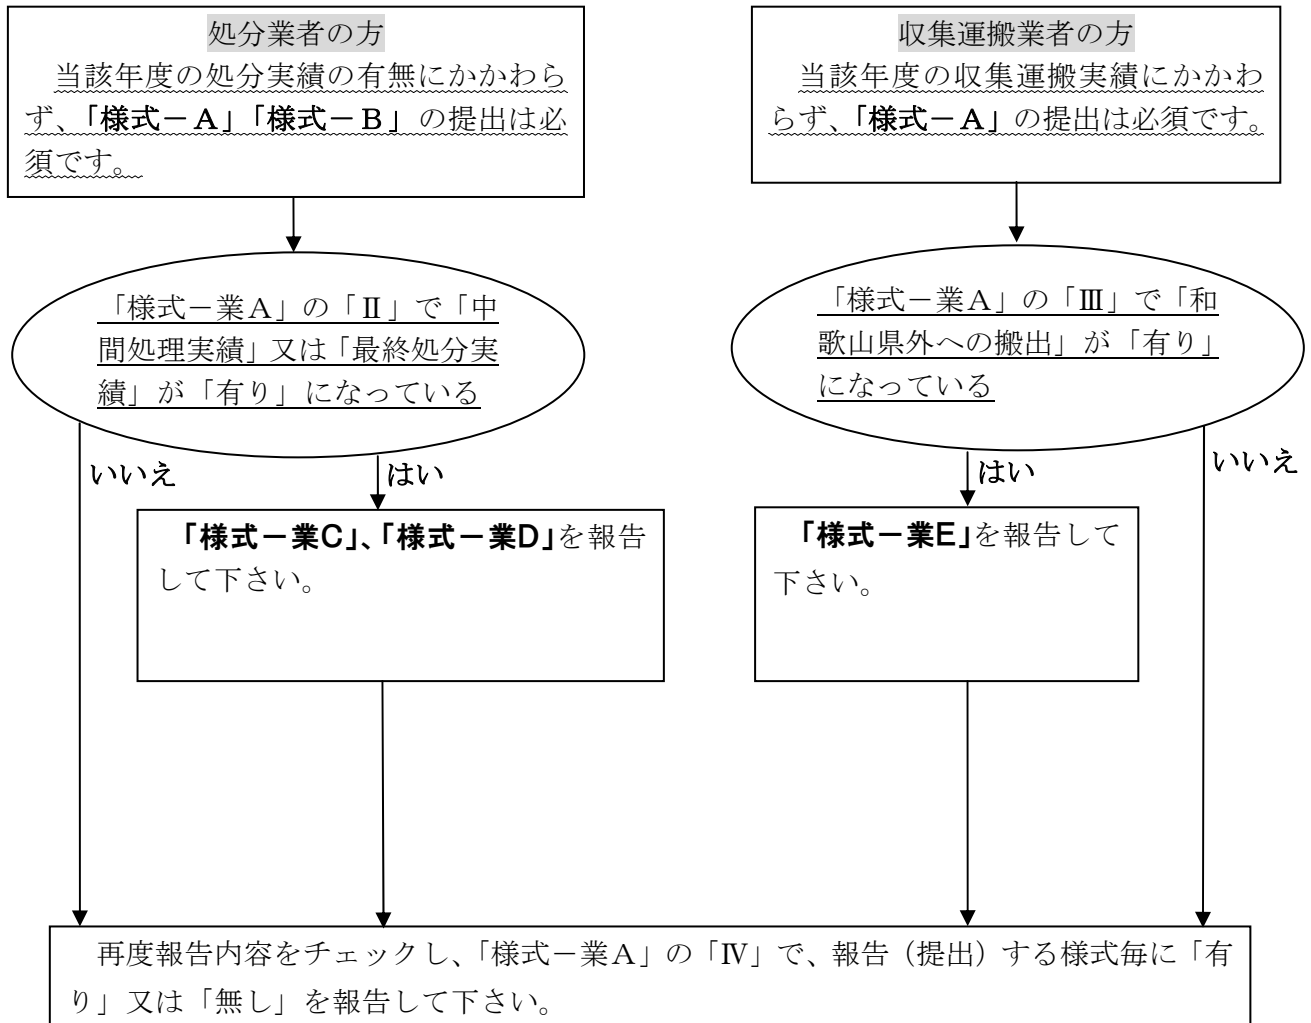 処分業者の方
当該年度の処分実績の有無にかかわら
ず、「様式－Ａ」「様式－Ｂ」の提出は必
須です。
「様式－業Ａ」の「Ⅱ」で「中
間処理実績」又は「最終処分実
績」が「有り」になっている
いいえ
はい
「様式－業C」、「様式－業D」を報告
して下さい。
収集運搬業者の方
当該年度の収集運搬実績にかかわ
らず、「様式－Ａ」の提出は必須です。
「様式－業Ａ」の「Ⅲ」で「和
歌山県外への搬出」が「有り」
になっている
はい
いいえ
「様式－業E」を報告して
下さい。
再度報告内容をチェックし、「様式－業Ａ」の「Ⅳ」で、報告（提出）する様式毎に「有
り」又は「無し」を報告して下さい。